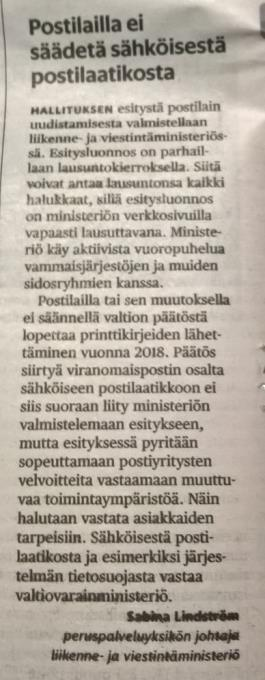 Postilailla ei
säädetä sähköisestä
postilaatikosta
HALLITUKSEN esitystä postilain
uudistamisesta valmistellaan
liikenne- ja viestintäministeriös-
sä. Esitysluonnos on parhail-
laan lausuntokierroksella. Siitä
voivat antaa lausuntonsa kaikki
halukkaat, sillä esitysluonnos
on ministeriön verkkosivuilla
vapaasti lausuttavana. Ministe-
riö käy aktiivista vuoropuhelua
vammaisjärjestöjen ja muiden
sidosryhmien kanssa.
Postilailla tai sen muutoksella
ei säännellä valtion päätöstä
lopettaa printtikirjeiden lähet-
täminen vuonna 2018. Päätös
siirtyä viranomaispostin osalta
sähköiseen postilaatikkoon ei
siis suoraan liity ministeriön
valmistelemaan esitykseen,
mutta esityksessä pyritään
sopeuttamaan postiyritysten
velvoitteita vastaamaan muuttu-
vaa toimintaympäristöä. Näin
halutaan vastata asiakkaiden
tarpeisiin. Sähköisestä posti-
laatikosta ja esimerkiksi järjes-
telmän tietosuojasta vastaa
valtiovarainministeriö.
Sabina Lindström
peruspalveluyksikön johtaja
liikenne- ja viestintäministeriö